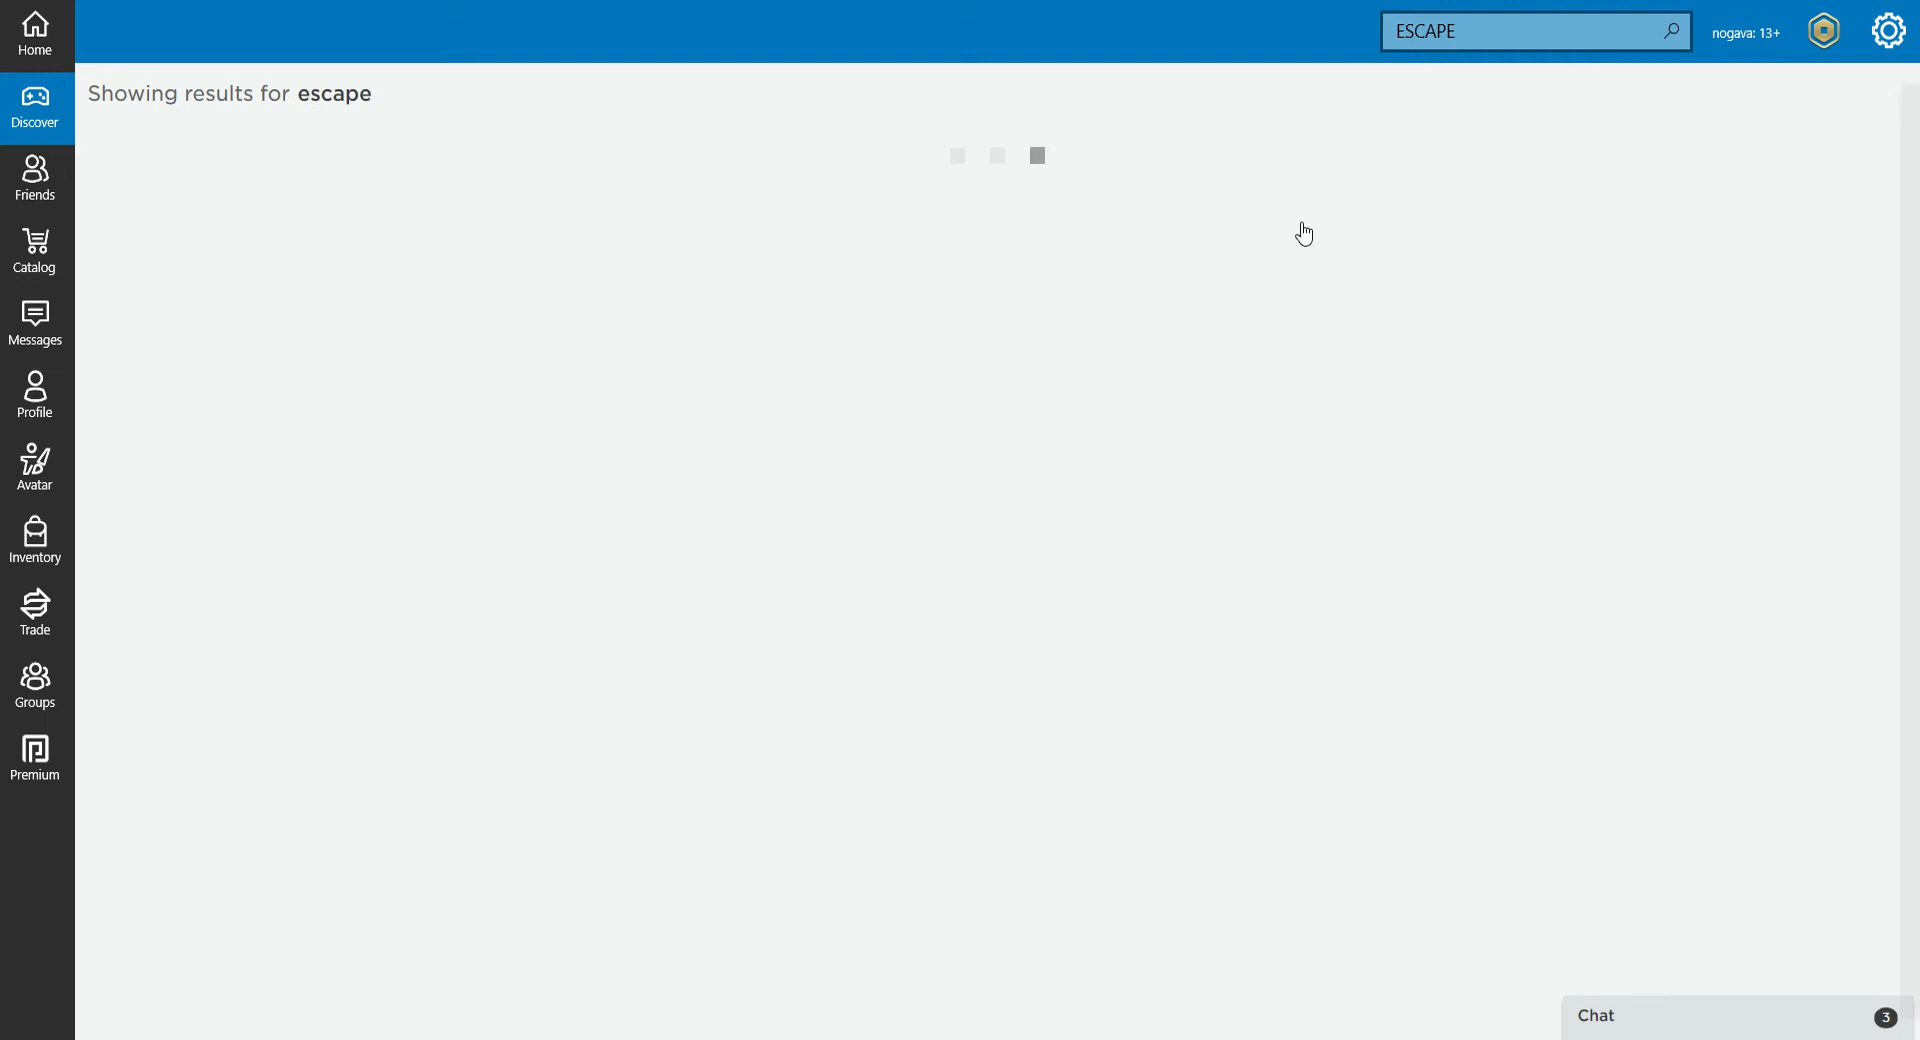 Home
ESCAPE
nogava: 13+
Discover
Showing results for escape
Friends
Catalog
Messages
Profile
Avatar
Inventory
Trade
Groups
Premium
Chat
3